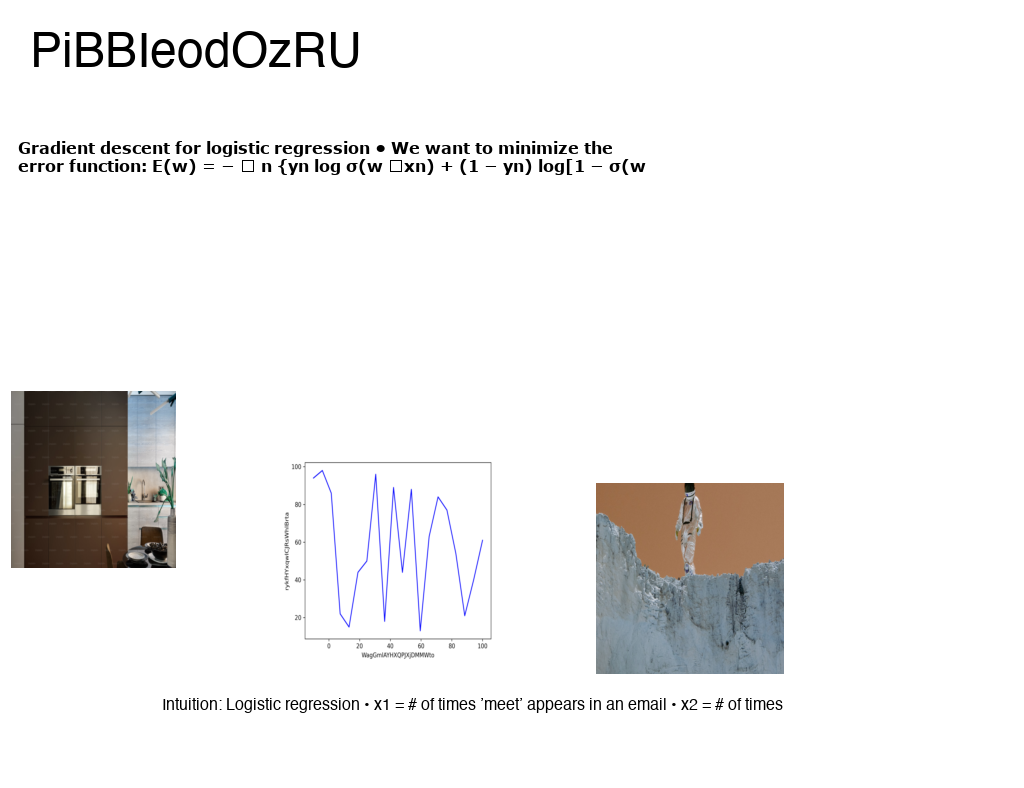 PiBBIeodOzRU
Gradient descent for logistic regression • We want to minimize the
error function: E(w) = − □ n {yn log σ(w □xn) + (1 − yn) log[1 − σ(w
100
80
60
40
20
0 20 40 60 80 100
Intuition: Logistic regression • x1 = # of times ’meet’ appears in an email • x2 = # of times